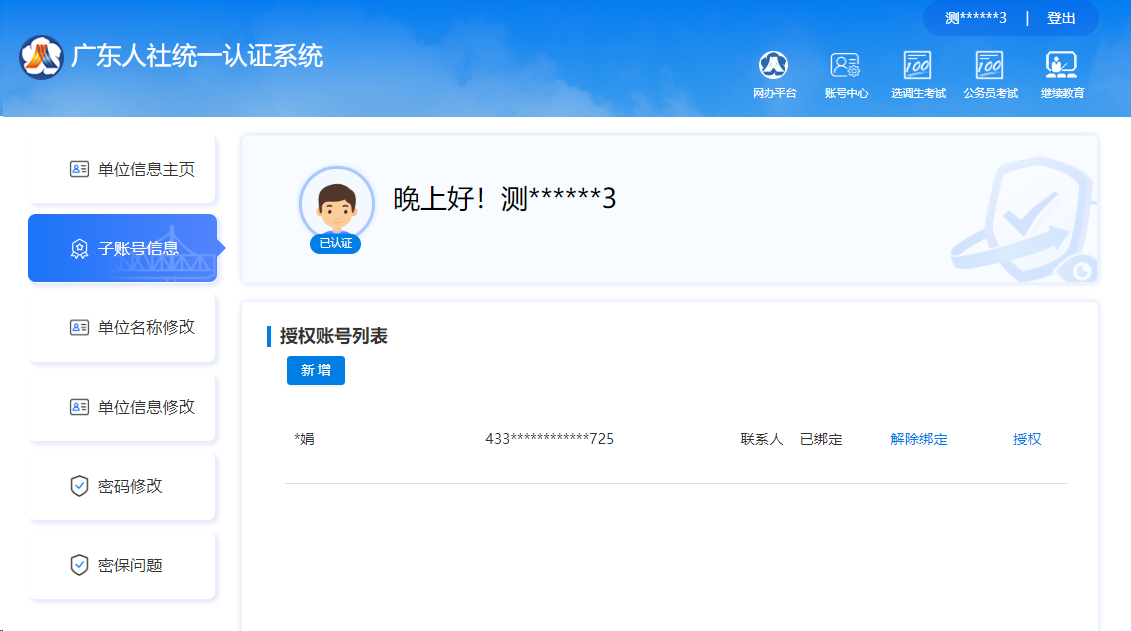 测******3 | 登出
广东人社统一认证系统
网办平台 账号中心 选调生考试 公务员考试 继续教育
100 100
单位信息主页
子账号信息
单位名称修改
单位信息修改
密码修改
密保问题
晚上好！测******3
已认证
授权账号列表
新增
*娟 433************725 联系人 已绑定 解除绑定 授权